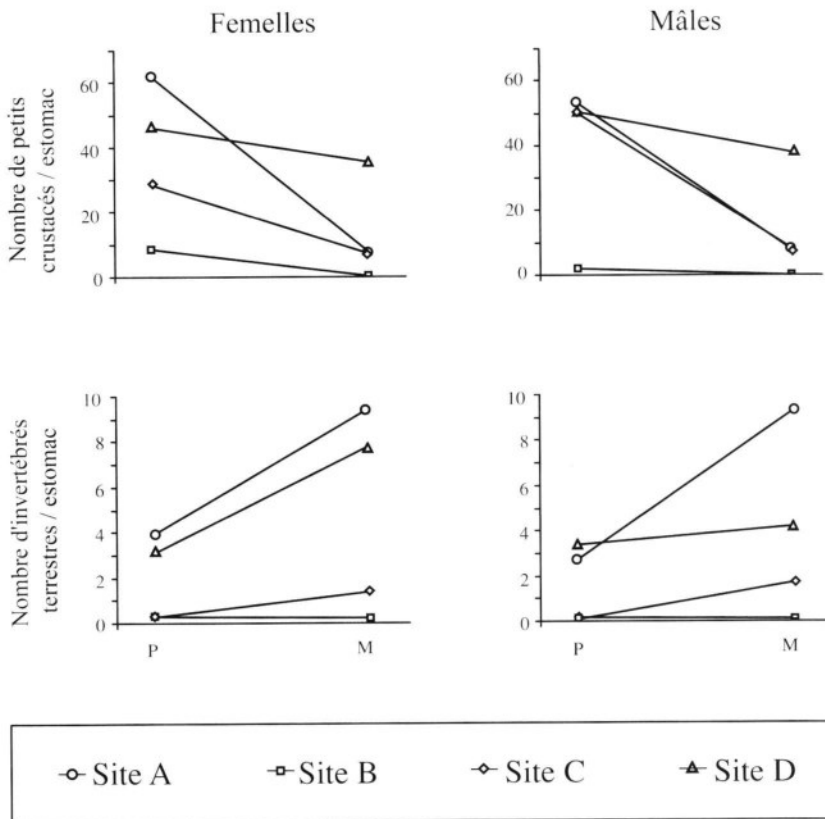 Femelles
Mâles
Nombre de petits
crustacés / estomac
60
40
20
0
60
40
20
0
Nombre d'invertébrés
terrestres / estomac
10
8
6
4
2
0
P
M
10
8
6
4
2
0
P
M
Site A
Site B
Site C
Site D